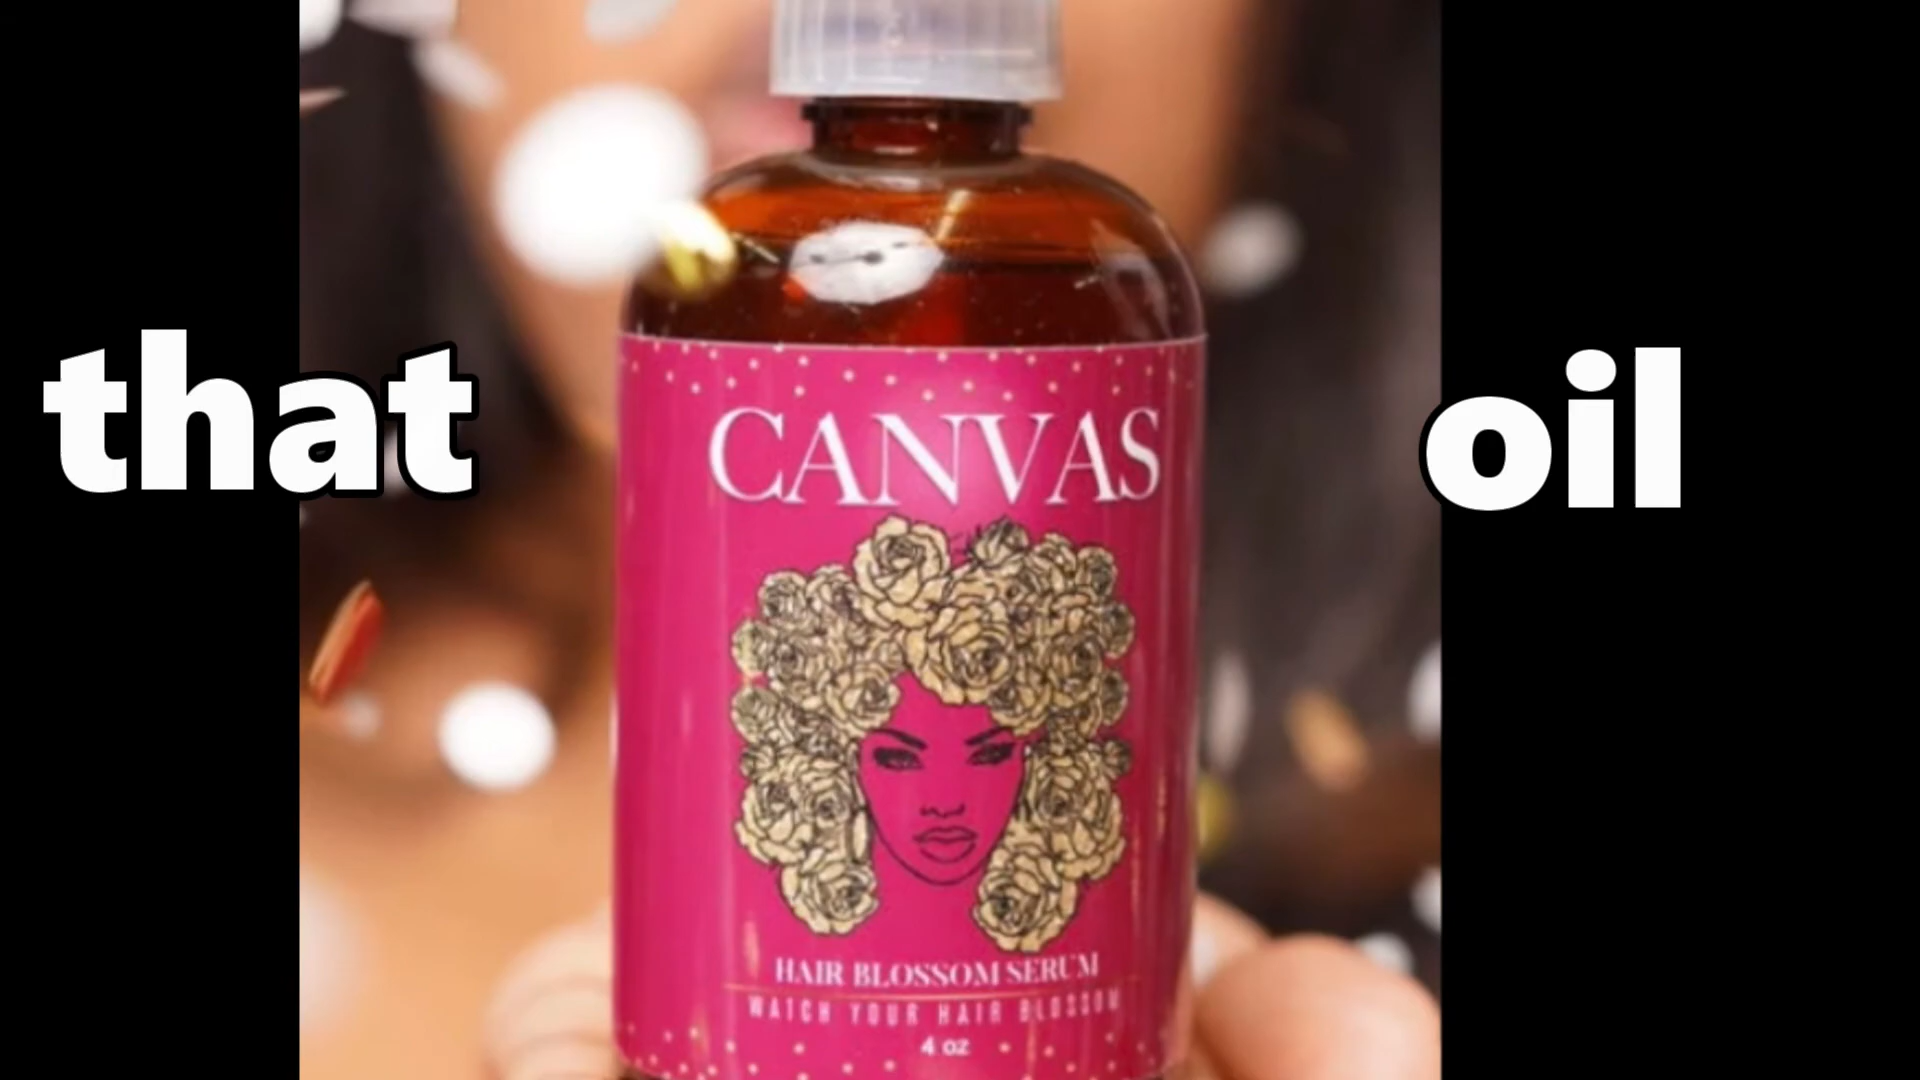 that oil
CANVAS
HAIR BLOSSOM SERUM
WATCH YOUR HAIR BLOSSOM
4 oz